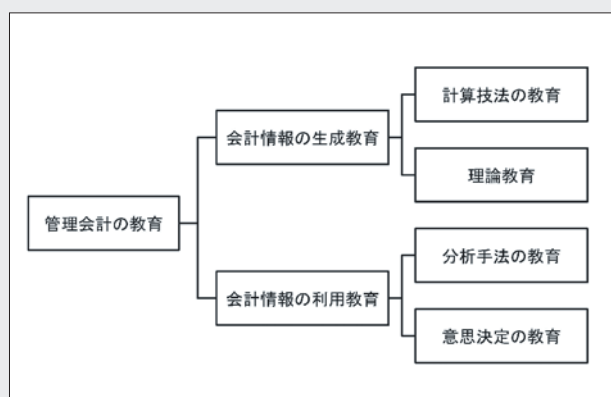 管理会計の教育
会計情報の生成教育
計算技法の教育
理論教育
会計情報の利用教育
分析手法の教育
意思決定の教育